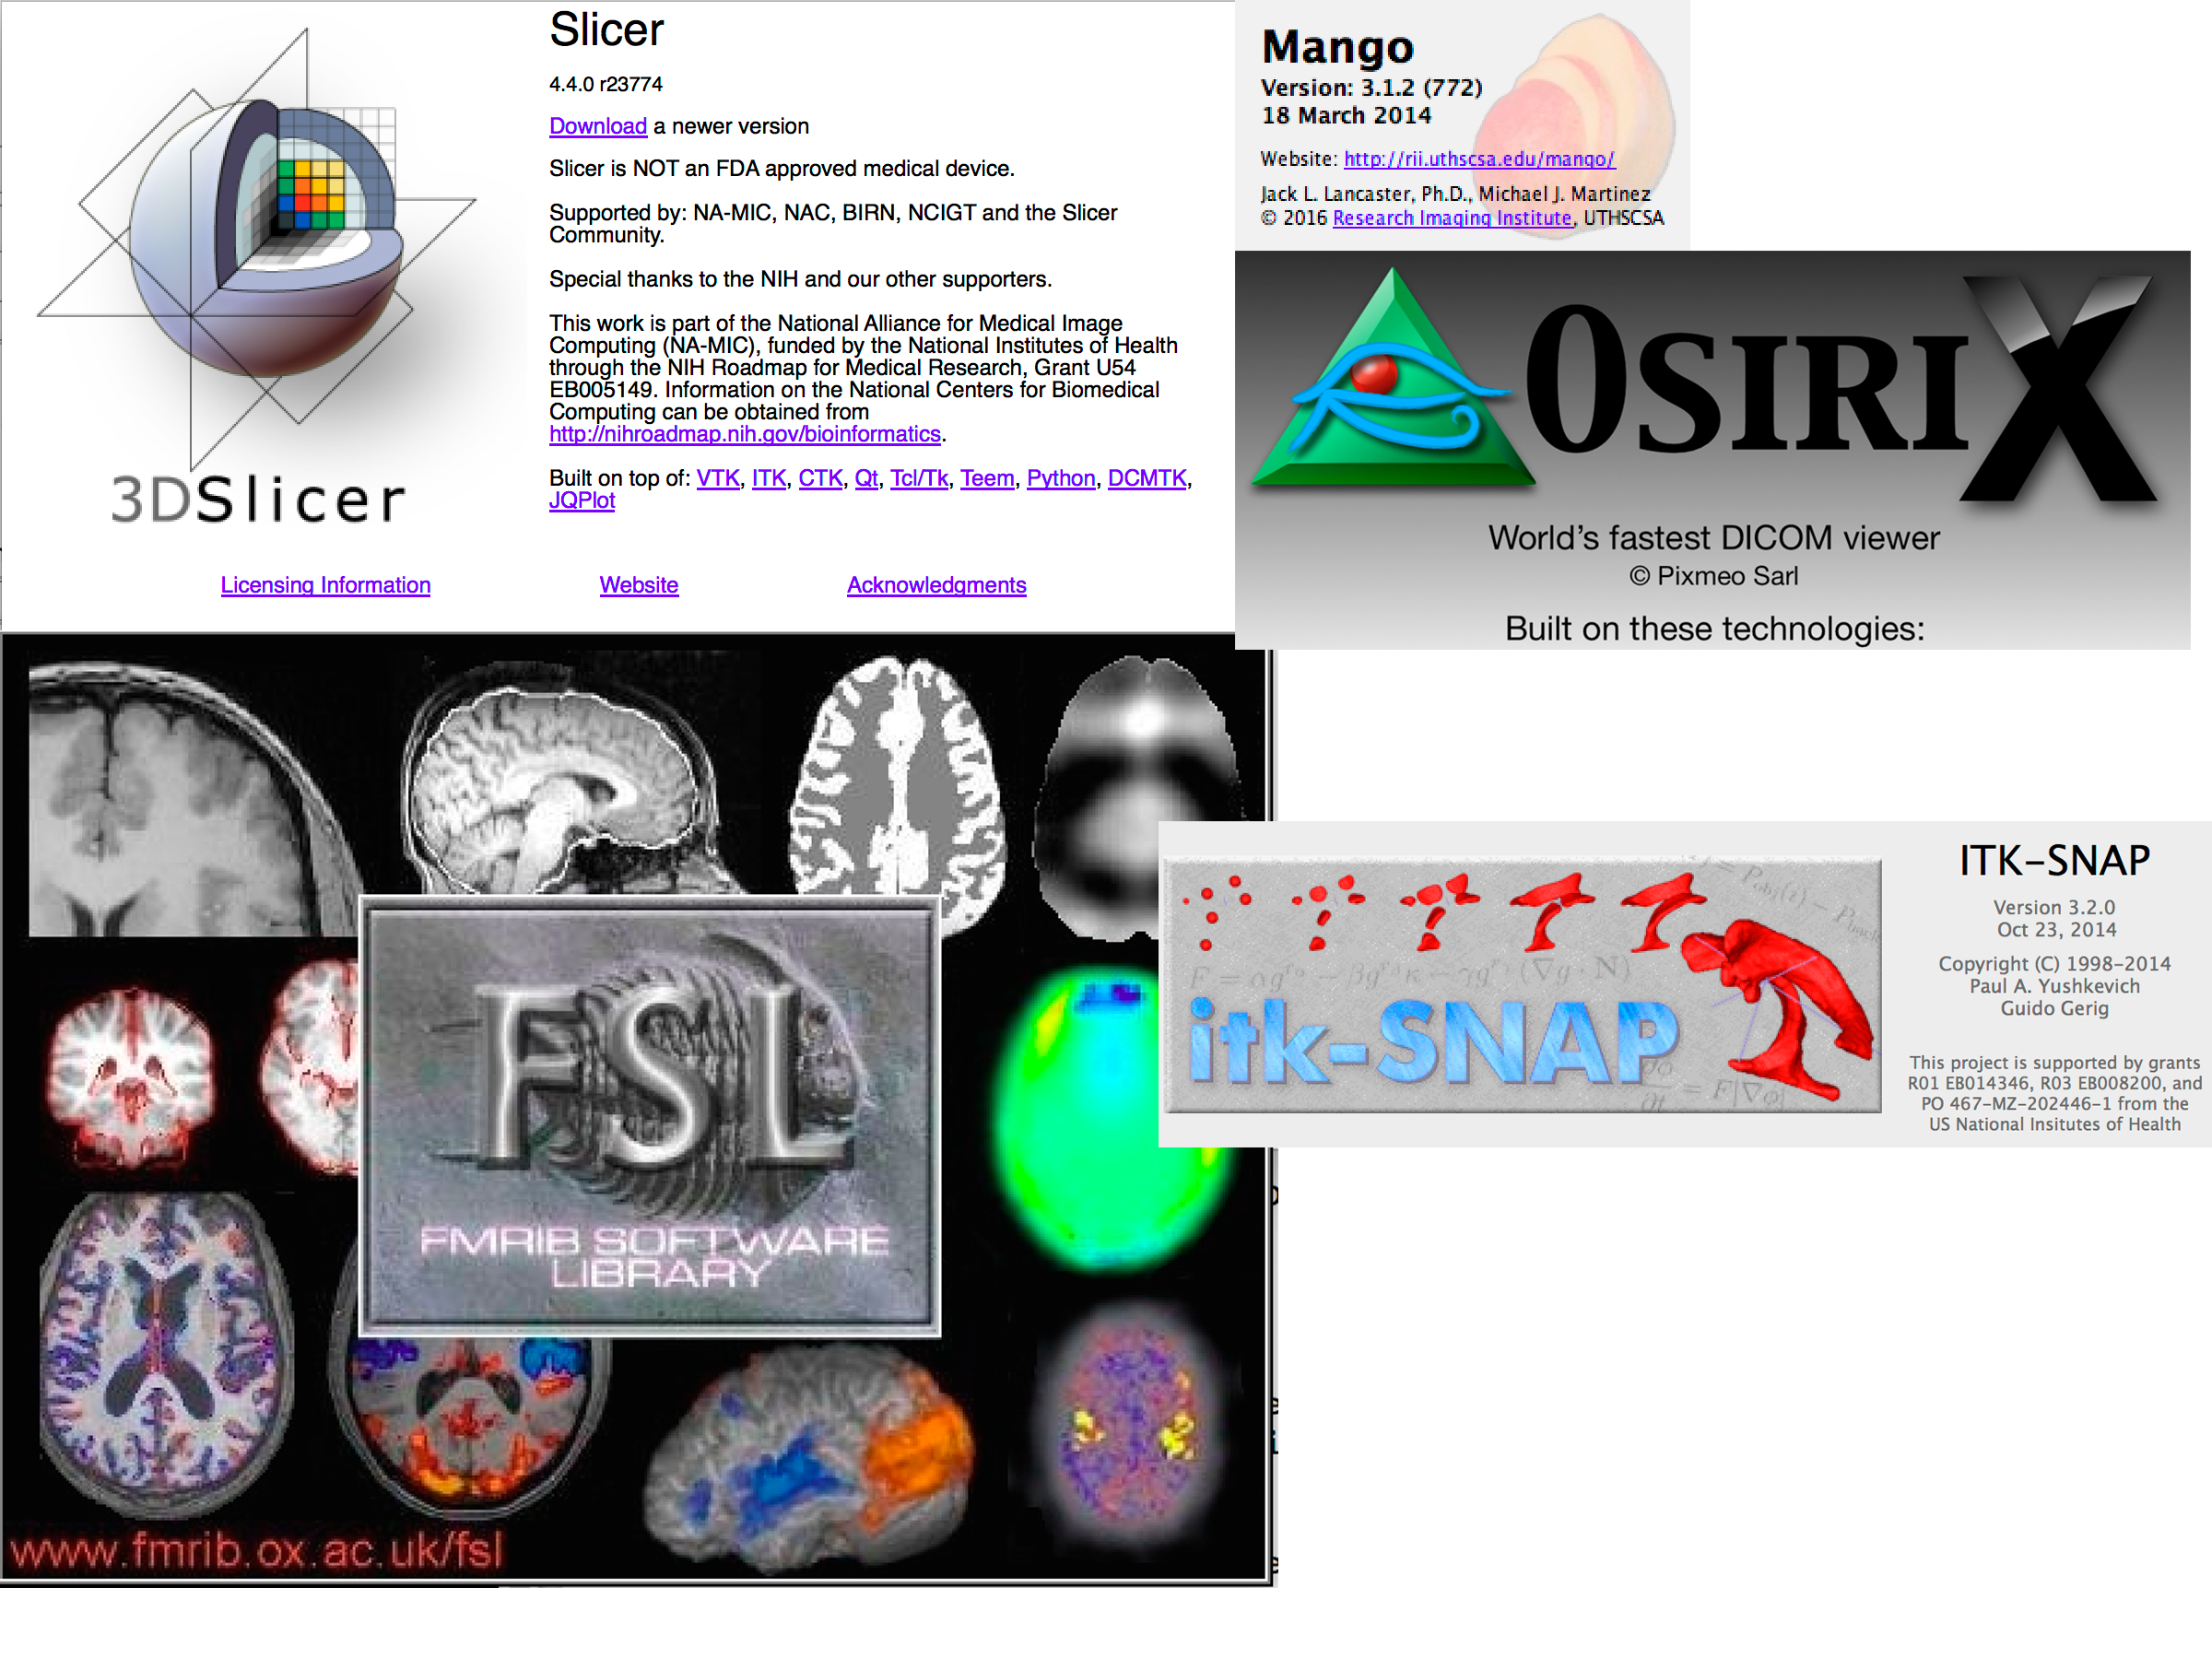 Slicer
4.4.0 r23774
Download a newer version
Slicer is NOT an FDA approved medical device.
Supported by: NA-MIC, NAC, BIRN, NCIGT and the Slicer
Community.
Special thanks to the NIH and our other supporters.
This work is part of the National Alliance for Medical Image
Computing (NA-MIC), funded by the National Institutes of Health
through the NIH Roadmap for Medical Research, Grant U54
EB005149. Information on the National Centers for Biomedical
Computing can be obtained from
http://nihroadmap.nih.gov/bioinformatics.
Built on top of: VTK, ITK, CTK, Qt, Tcl/Tk, Teem, Python, DCMTK,
JQPlot
3DSlicer
Licensing Information Website Acknowledgments
Mango
Version: 3.1.2 (772)
18 March 2014
Website: http://rii.uthscsa.edu/mango/
Jack L. Lancaster, Ph.D., Michael J. Martinez
© 2016 Research Imaging Institute, UTHSCSA
OSIRIX
World's fastest DICOM viewer
© Pixmeo Sarl
Built on these technologies:
FSL
FMRIB SOFTWARE
LIBRARY
www.fmrib.ox.ac.uk/fsl
itk-SNAP
ITK-SNAP
Version 3.2.0
Oct 23, 2014
Copyright (C) 1998-2014
Paul A. Yushkevich
Guido Gerig
This project is supported by grants
R01 EB014346, R03 EB008200, and
PO 467-MZ-202446-1 from the
US National Insitutes of Health